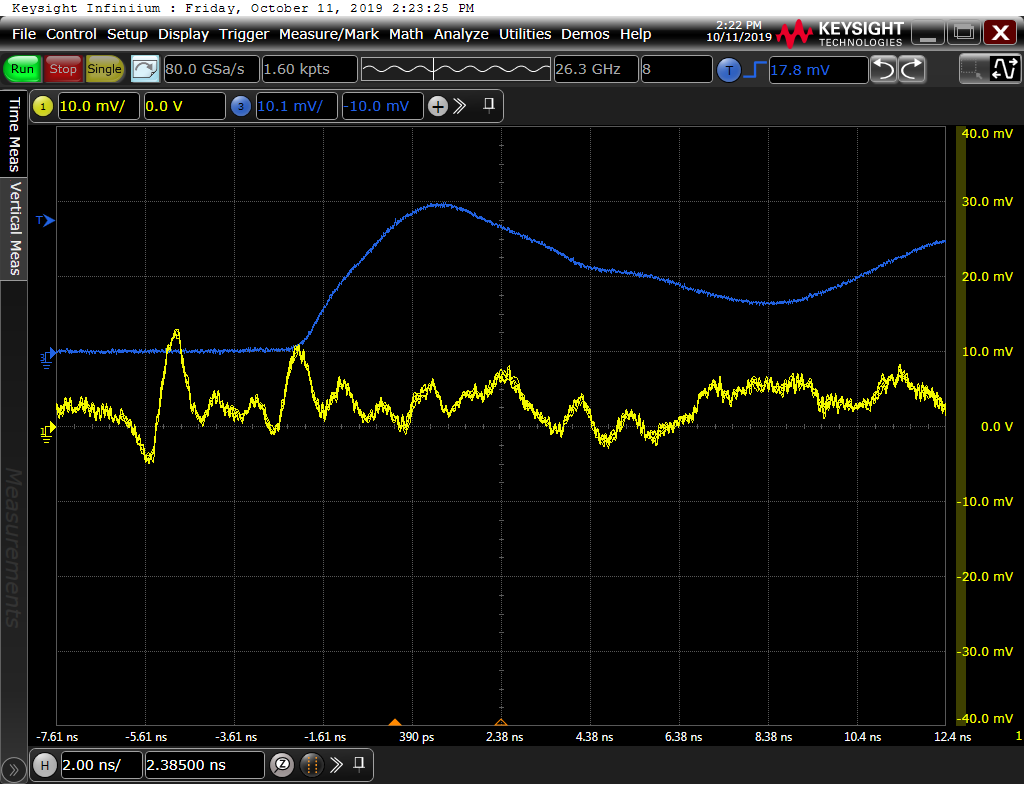 Keysight Infiniium : Friday, October 11, 2019 2:23:25 PM
File Control Setup Display Trigger Measure/Mark Math Analyze Utilities Demos Help
2:22 PM
10/11/2019
KEYSIGHT
TECHNOLOGIES
X
Run Stop Single 80.0 GSa/s 1.60 kpts 26.3 GHz 8 T 17.8 mV
1 10.0 mV/ 0.0 V 3 10.1 mV/ -10.0 mV +
Time Meas
Vertical Meas
Measurements
T
3
1
40.0 mV
30.0 mV
20.0 mV
10.0 mV
0.0 V
-10.0 mV
-20.0 mV
-30.0 mV
-40.0 mV
-7.61 ns -5.61 ns -3.61 ns -1.61 ns 390 ps 2.38 ns 4.38 ns 6.38 ns 8.38 ns 10.4 ns 12.4 ns 1
H 2.00 ns/ 2.38500 ns Z